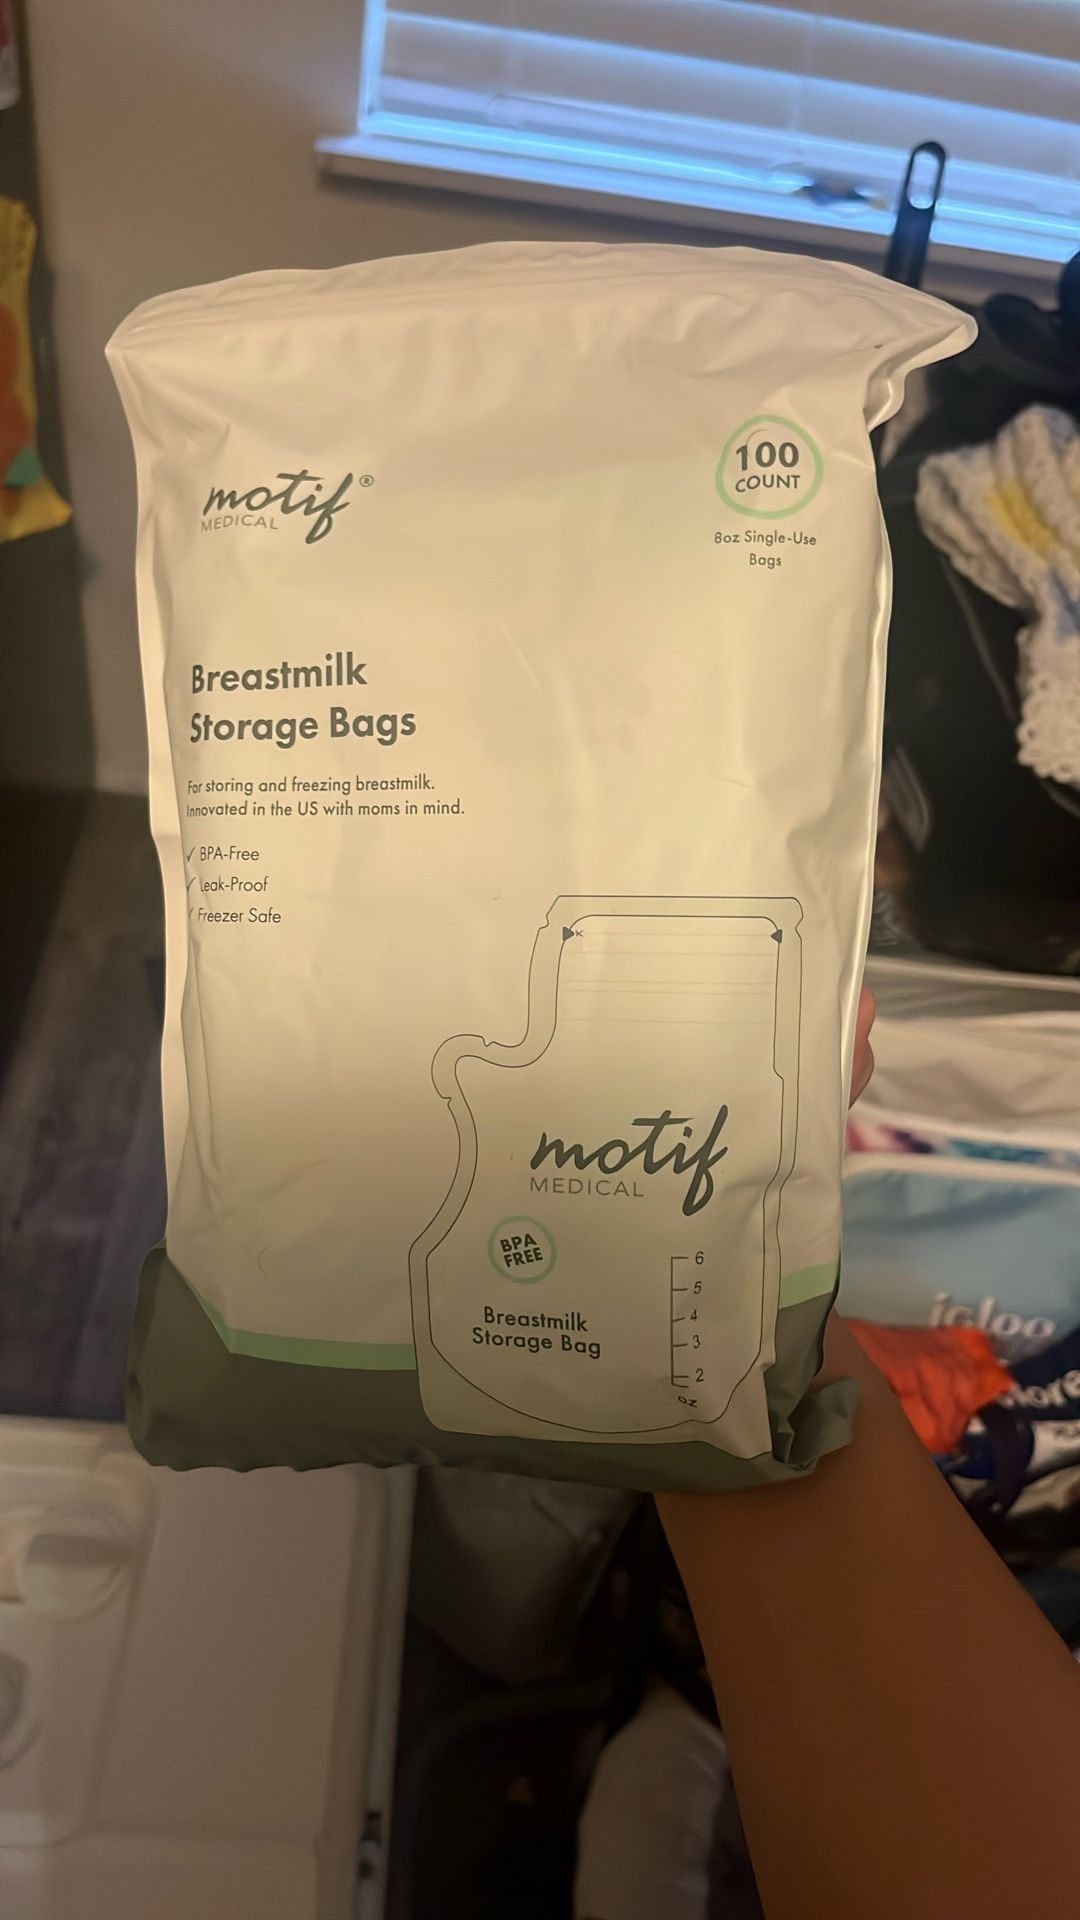 motif®
MEDICAL
100
COUNT
8oz Single-Use
Bags
Breastmilk
Storage Bags
For storing and freezing breastmilk.
Innovated in the US with moms in mind.
✓ BPA-Free
✓ Leak-Proof
✓ Freezer Safe
motif
MEDICAL
BPA
FREE
Breastmilk
Storage Bag
6
5
4
3
2
oz
igloo